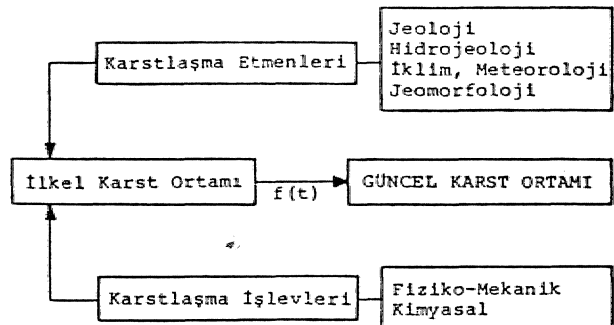 Jeoloji
Hidrojeoloji
İklim, Meteoroloji
Jeomorfoloji
Karstlaşma Etmenleri
İlkel Karst Ortamı
f(t)
GÜNCEL KARST ORTAMI
Karstlaşma İşlevleri
Fiziko-Mekanik
Kimyasal